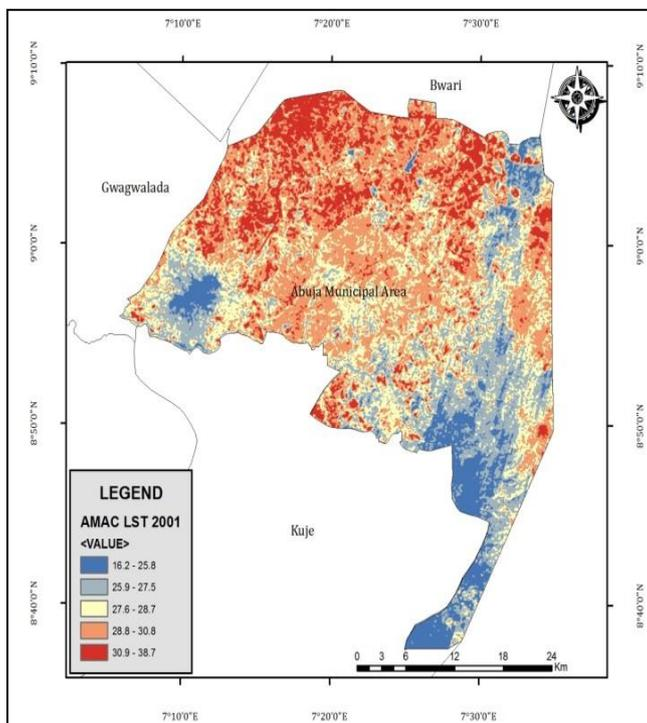 7°10'0"E 7°20'0"E 7°30'0"E
9°10'0"N 9°10'0"N
Bwari
Gwagwalada
9°0'0"N 9°0'0"N
Abuja Municipal Area
8°50'0"N 8°50'0"N
LEGEND
AMAC LST 2001
<VALUE>
16.2 - 25.8
25.9 - 27.5
27.6 - 28.7
28.8 - 30.8
30.9 - 38.7
Kuje
8°40'0"N 8°40'0"N
0 3 6 12 18 24
Km
7°10'0"E 7°20'0"E 7°30'0"E